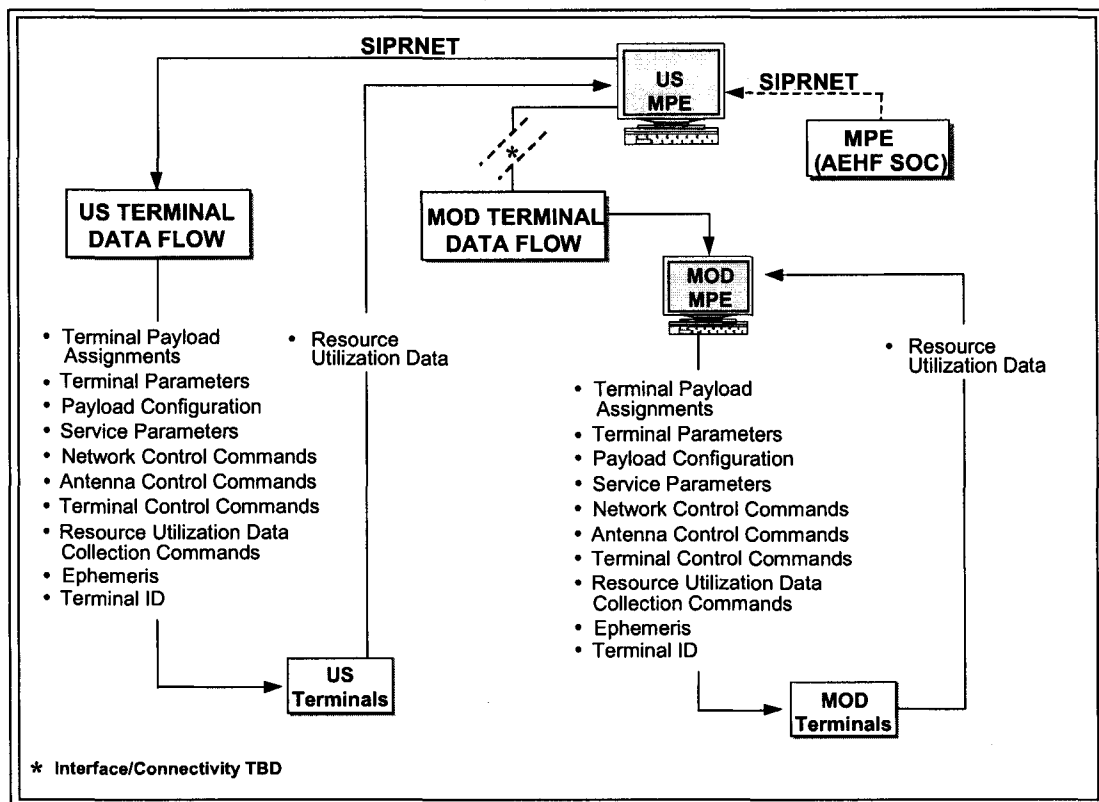 SIPRNET
US
MPE
SIPRNET
MPE
(AEHF SOC)
*
US TERMINAL
DATA FLOW
MOD TERMINAL
DATA FLOW
MOD
MPE
• Terminal Payload
Assignments
• Terminal Parameters
• Payload Configuration
• Service Parameters
• Network Control Commands
• Antenna Control Commands
• Terminal Control Commands
• Resource Utilization Data
Collection Commands
• Ephemeris
• Terminal ID
• Resource
Utilization Data
US
Terminals
• Terminal Payload
Assignments
• Terminal Parameters
• Payload Configuration
• Service Parameters
• Network Control Commands
• Antenna Control Commands
• Terminal Control Commands
• Resource Utilization Data
Collection Commands
• Ephemeris
• Terminal ID
• Resource
Utilization Data
MOD
Terminals
* Interface/Connectivity TBD